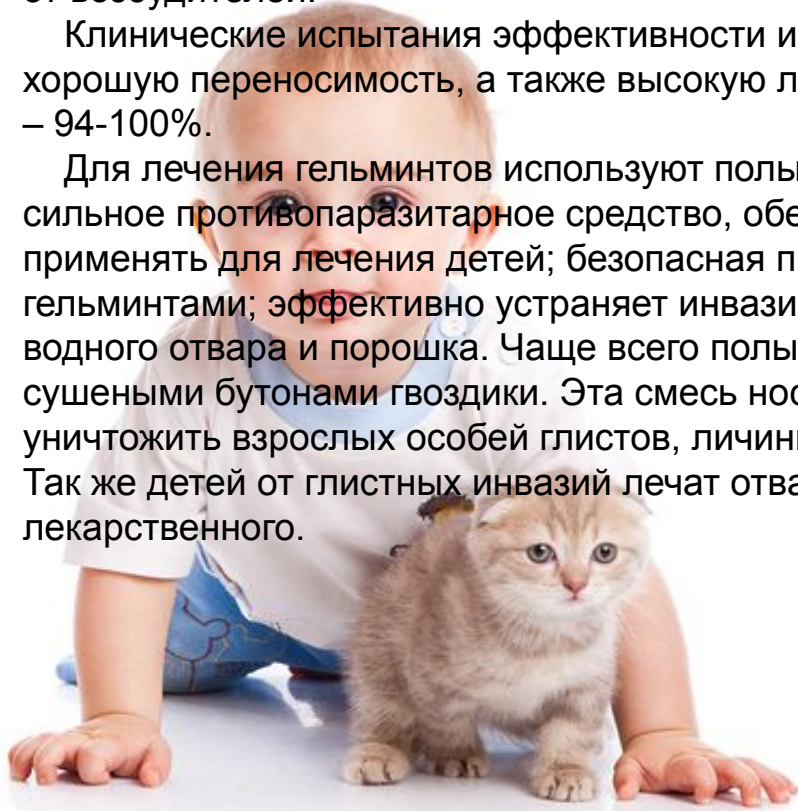 Клинические испытания эффективности и
хорошую переносимость, а также высокую л
– 94-100%.
Для лечения гельминтов используют полы
сильное противопаразитарное средство, обе
применять для лечения детей; безопасная п
гельминтами; эффективно устраняет инвази
водного отвара и порошка. Чаще всего полы
сушеными бутонами гвоздики. Эта смесь нос
уничтожить взрослых особей глистов, личин
Так же детей от глистных инвазий лечат отва
лекарственного.